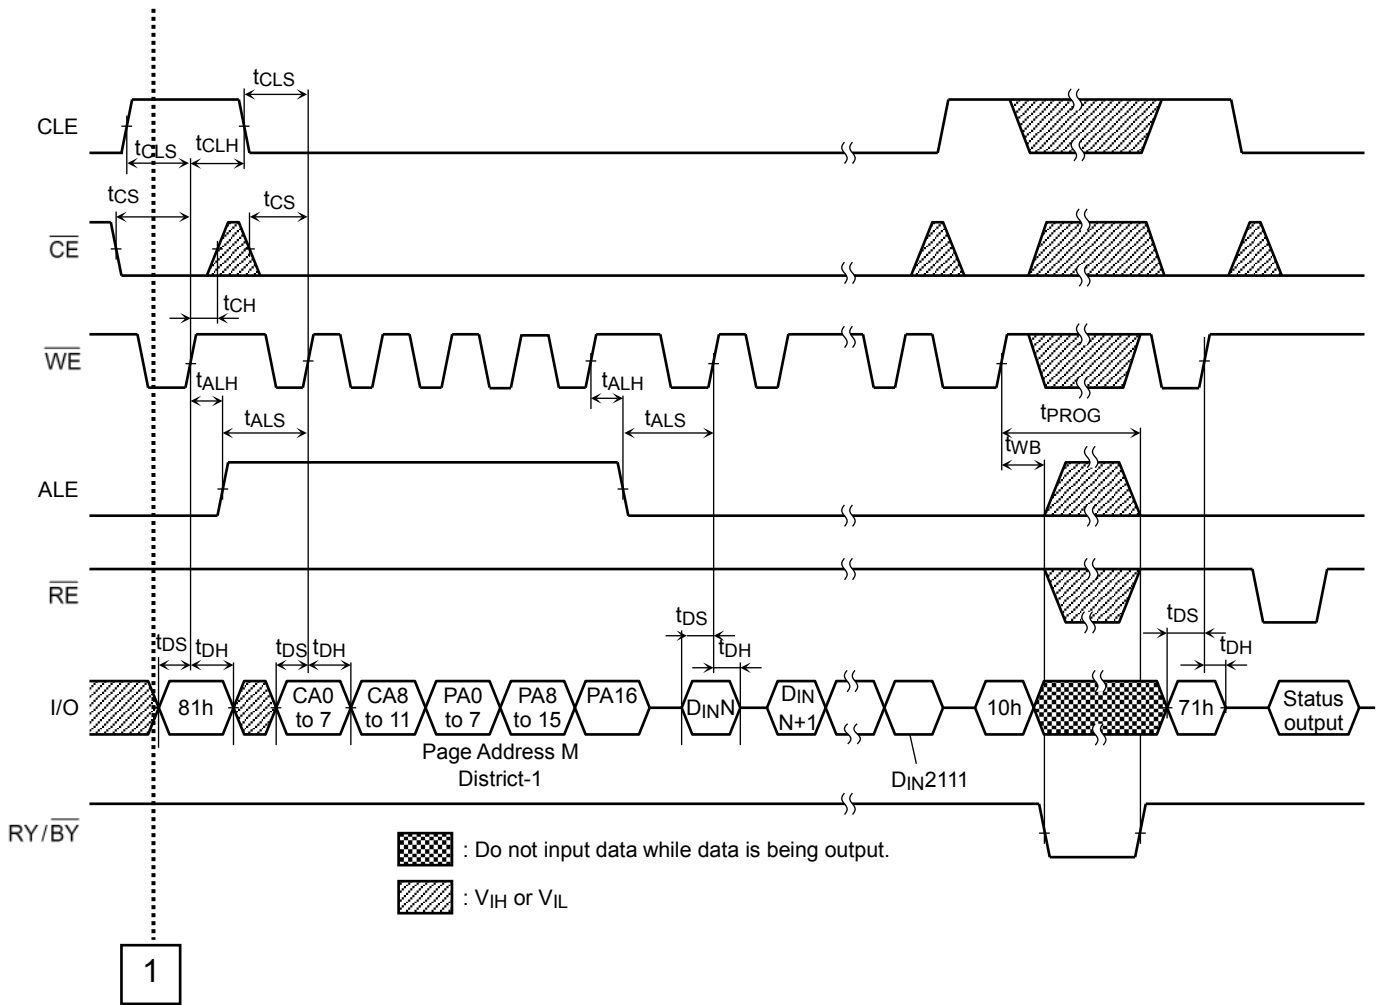 tCLS
CLE
tCLS tCLH
tCS tCS
CE
tCH
WE
tALH tALH
tALS tALS
tPROG
tWB
ALE
RE
tDS tDH tDS tDH tDS tDH tDS tDH
I/O
81h
CA0 to 7
CA8 to 11
PA0 to 7
PA8 to 15
PA16
DINN
DIN N+1
10h
71h
Status output
Page Address M
District-1
DIN2111
RY/BY
: Do not input data while data is being output.
: VIH or VIL
1